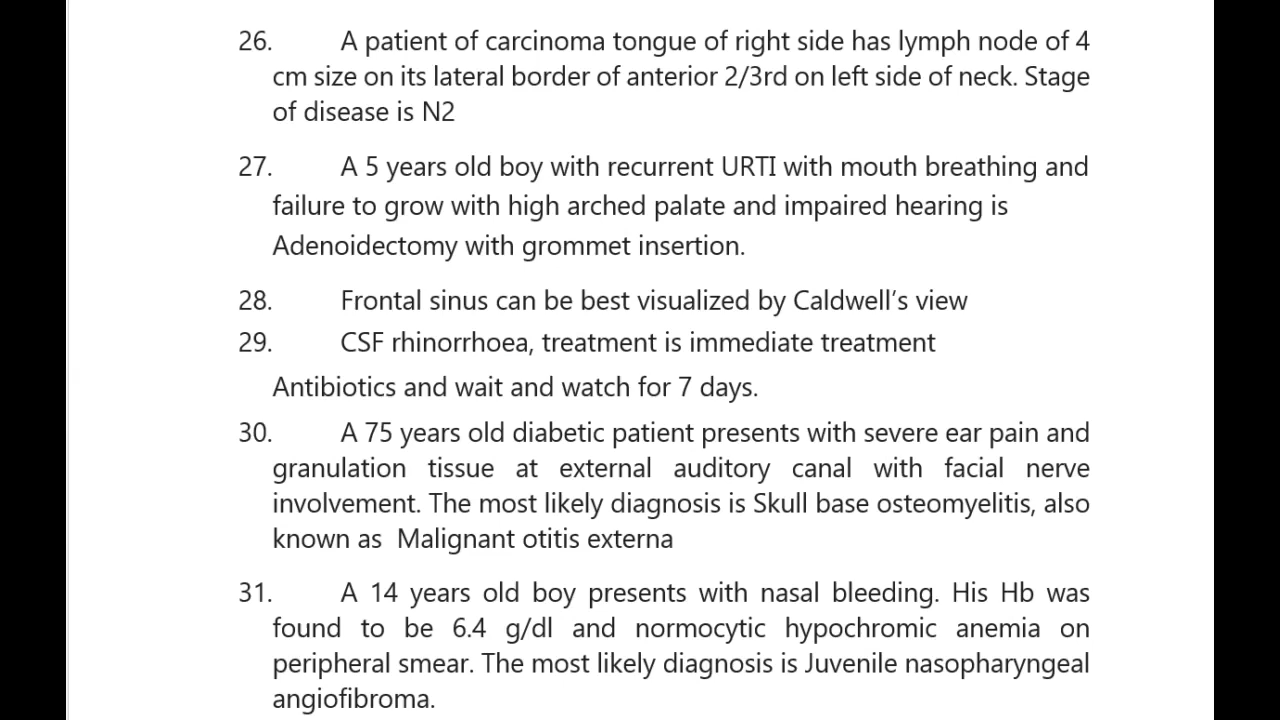 26. A patient of carcinoma tongue of right side has lymph node of 4
cm size on its lateral border of anterior 2/3rd on left side of neck. Stage
of disease is N2
27. A 5 years old boy with recurrent URTI with mouth breathing and
failure to grow with high arched palate and impaired hearing is
Adenoidectomy with grommet insertion.
28. Frontal sinus can be best visualized by Caldwell’s view
29. CSF rhinorrhoea, treatment is immediate treatment
Antibiotics and wait and watch for 7 days.
30. A 75 years old diabetic patient presents with severe ear pain and
granulation tissue at external auditory canal with facial nerve
involvement. The most likely diagnosis is Skull base osteomyelitis, also
known as Malignant otitis externa
31. A 14 years old boy presents with nasal bleeding. His Hb was
found to be 6.4 g/dl and normocytic hypochromic anemia on
peripheral smear. The most likely diagnosis is Juvenile nasopharyngeal
angiofibroma.